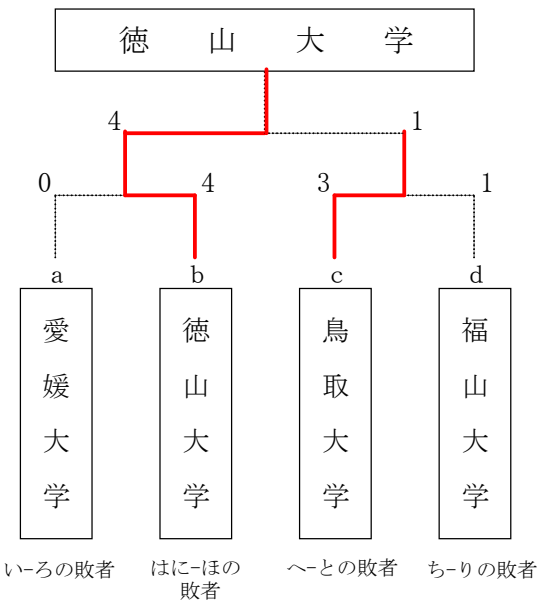 徳山大学
4 1
0 4 3 1
a b c d
愛媛大学
徳山大学
鳥取大学
福山大学
い-ろの敗者
はに-ほの
敗者
へ-との敗者
ち-りの敗者